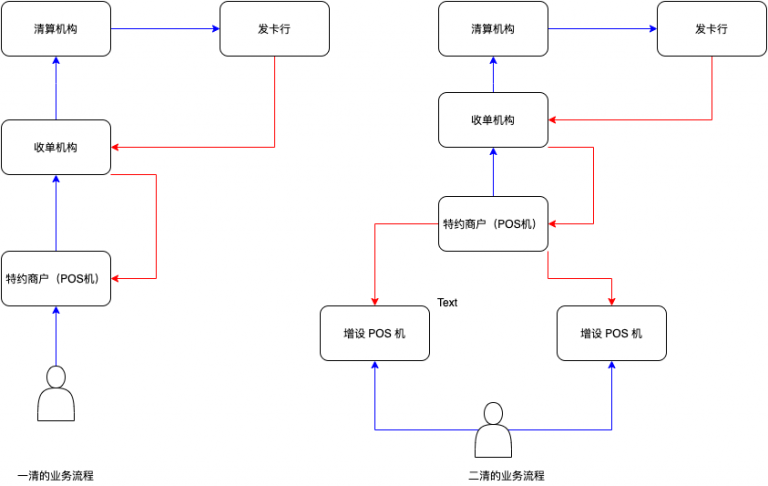 清算机构
发卡行
收单机构
特约商户（POS机）
一清的业务流程
清算机构
发卡行
收单机构
特约商户（POS机）
Text
增设 POS 机
增设 POS 机
二清的业务流程